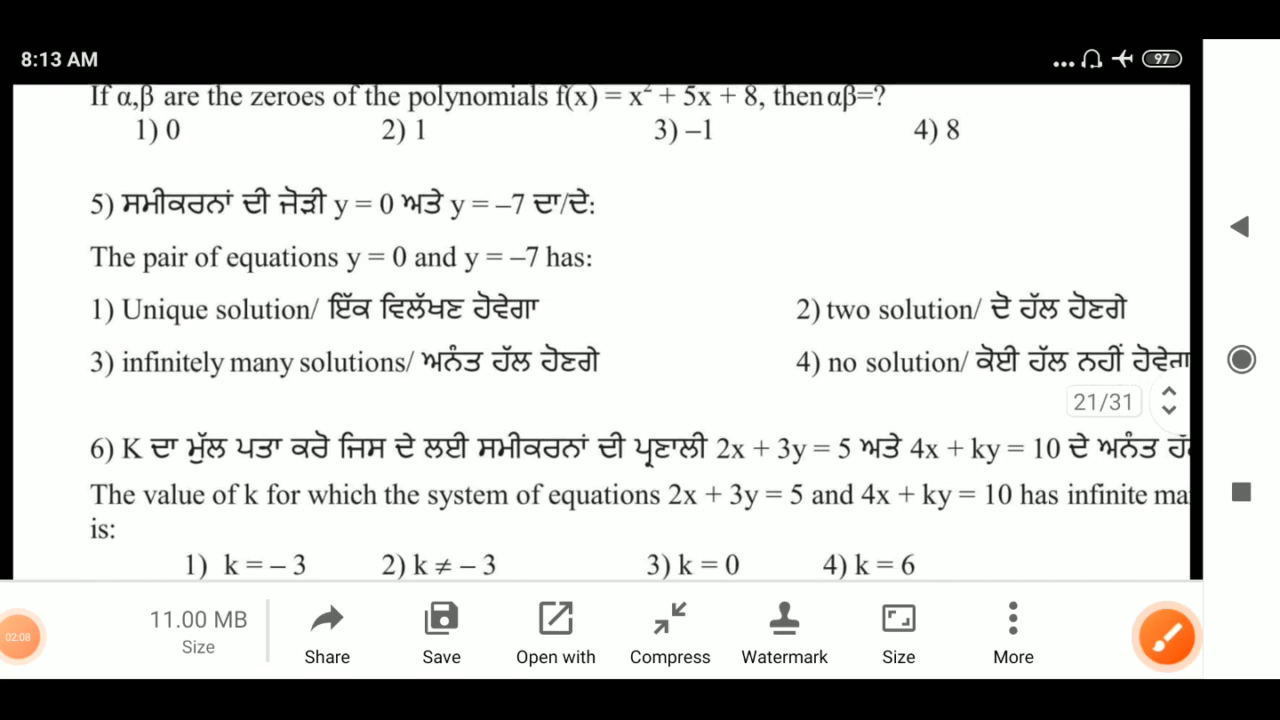 8:13 AM
97
If α,β are the zeroes of the polynomials f(x) = x² + 5x + 8, then αβ=?
1) 0 2) 1 3) –1 4) 8
5) ਸਮੀਕਰਨਾਂ ਦੀ ਜੋੜੀ y = 0 ਅਤੇ y = –7 ਦਾ/ਦੇ:
The pair of equations y = 0 and y = –7 has:
1) Unique solution/ ਇੱਕ ਵਿਲੱਖਣ ਹੋਵੇਗਾ 2) two solution/ ਦੋ ਹੱਲ ਹੋਣਗੇ
3) infinitely many solutions/ ਅਨੰਤ ਹੱਲ ਹੋਣਗੇ 4) no solution/ ਕੋਈ ਹੱਲ ਨਹੀਂ ਹੋਵੇਗਾ
21/31
6) K ਦਾ ਮੁੱਲ ਪਤਾ ਕਰੋ ਜਿਸ ਦੇ ਲਈ ਸਮੀਕਰਨਾਂ ਦੀ ਪ੍ਰਣਾਲੀ 2x + 3y = 5 ਅਤੇ 4x + ky = 10 ਦੇ ਅਨੰਤ
The value of k for which the system of equations 2x + 3y = 5 and 4x + ky = 10 has infinite ma
is:
1) k = – 3 2) k ≠ – 3 3) k = 0 4) k = 6
02:08
11.00 MB
Size
Share Save Open with Compress Watermark Size More